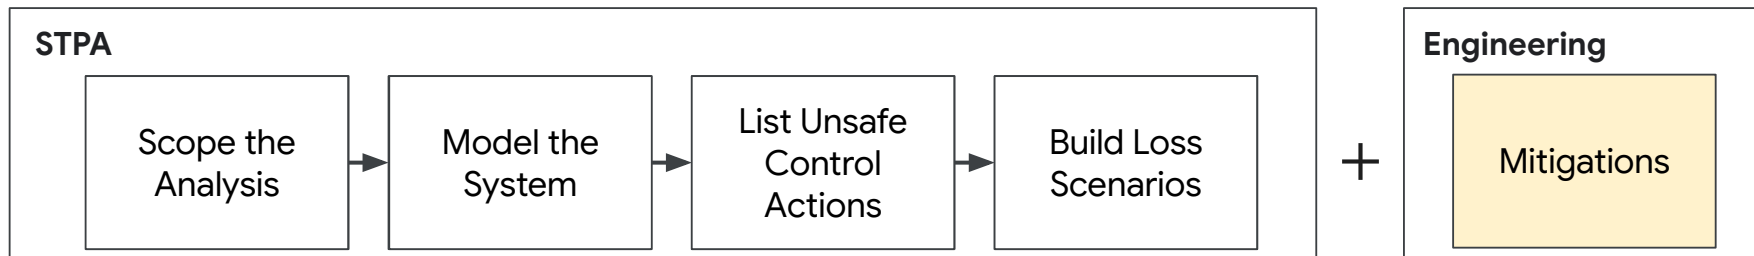 STPA
Scope the
Analysis
Model the
System
List Unsafe
Control
Actions
Build Loss
Scenarios
+
Engineering
Mitigations